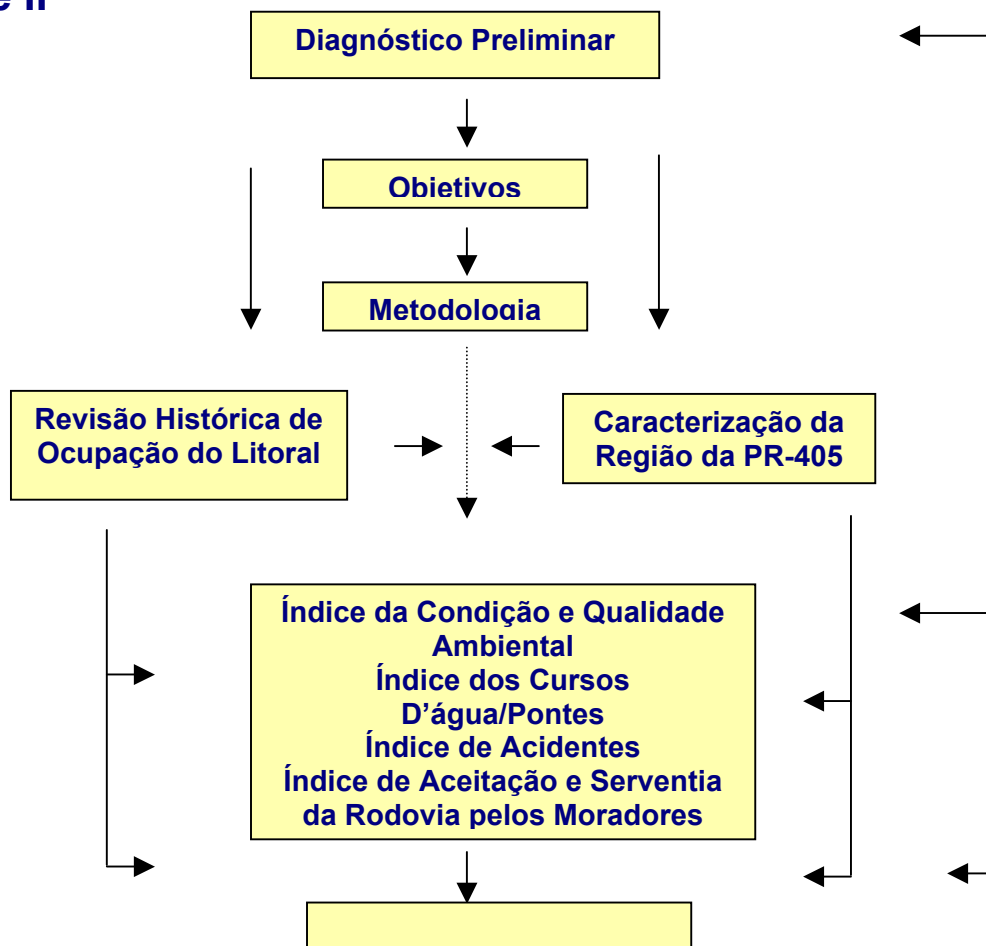 Diagnóstico Preliminar
Objetivos
Metodologia
Revisão Histórica de
Ocupação do Litoral
Caracterização da
Região da PR-405
Índice da Condição e Qualidade
Ambiental
Índice dos Cursos
D'água/Pontes
Índice de Acidentes
Índice de Aceitação e Serventia
da Rodovia pelos Moradores